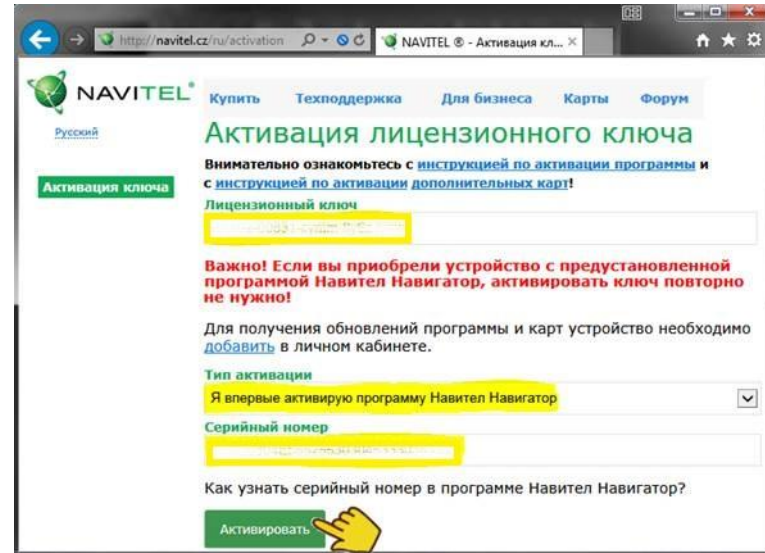 DS
http://navitel.cz/ru/activation
NAVITEL ® - Активация кл...
NAVITEL®
Купить Техподдержка Для бизнеса Карты Форум
Русский
Активация лицензионного ключа
Внимательно ознакомьтесь с инструкцией по активации программы и
с инструкцией по активации дополнительных карт!
Активация ключа
Лицензионный ключ
Важно! Если вы приобрели устройство с предустановленной
программой Навител Навигатор, активировать ключ повторно
не нужно!
Для получения обновлений программы и карт устройство необходимо
добавить в личном кабинете.
Тип активации
Я впервые активирую программу Навител Навигатор
Серийный номер
Как узнать серийный номер в программе Навител Навигатор?
Активировать